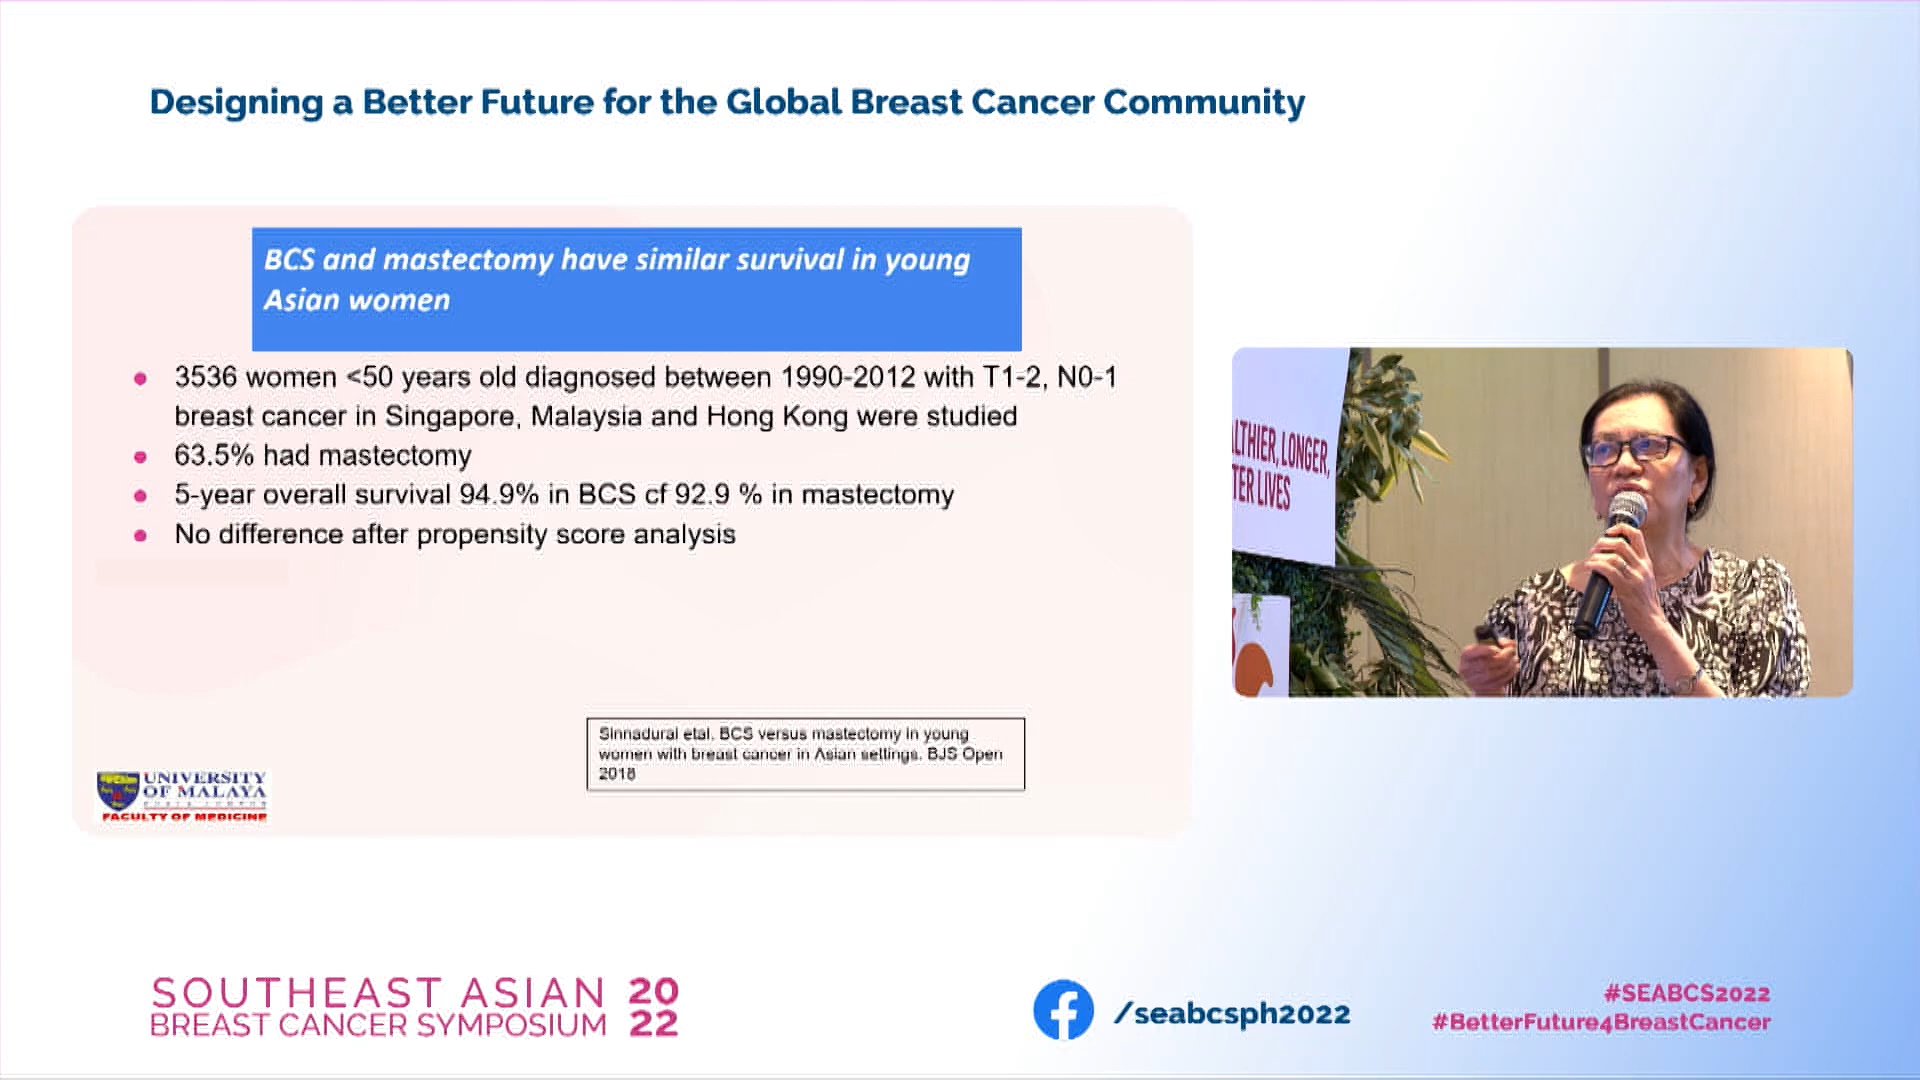 Designing a Better Future for the Global Breast Cancer Community
BCS and mastectomy have similar survival in young
Asian women
3536 women <50 years old diagnosed between 1990-2012 with T1-2, N0-1
breast cancer in Singapore, Malaysia and Hong Kong were studied
63.5% had mastectomy
5-year overall survival 94.9% in BCS cf 92.9 % in mastectomy
No difference after propensity score analysis
Sinnadurai etal. BCS versus mastectomy in young
women with breast cancer in Asian settings. BJS Open
2018
UNIVERSITY
OF MALAYA
FACULTY OF MEDICINE
LTHIER, LONGER,
TER LIVES
SOUTHEAST ASIAN 20
BREAST CANCER SYMPOSIUM 22
/seabcsph2022
#SEABCS2022
#BetterFuture4BreastCancer